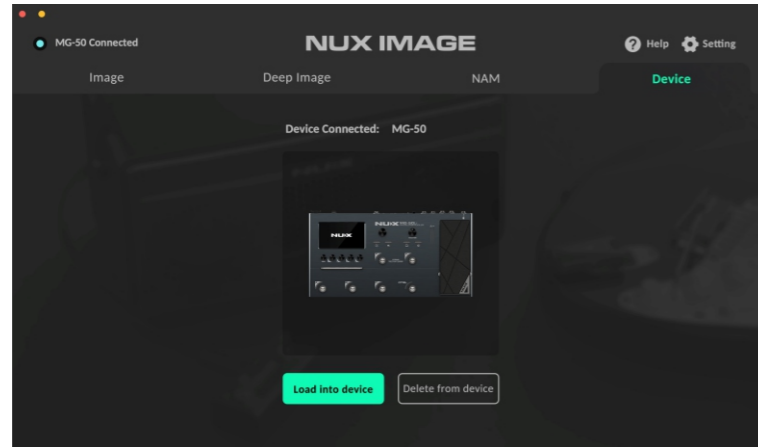 MG-50 Connected
NUX IMAGE
Help
Setting
Image
Deep Image
NAM
Device
Device Connected: MG-50
NUX
NUX
Load into device
Delete from device